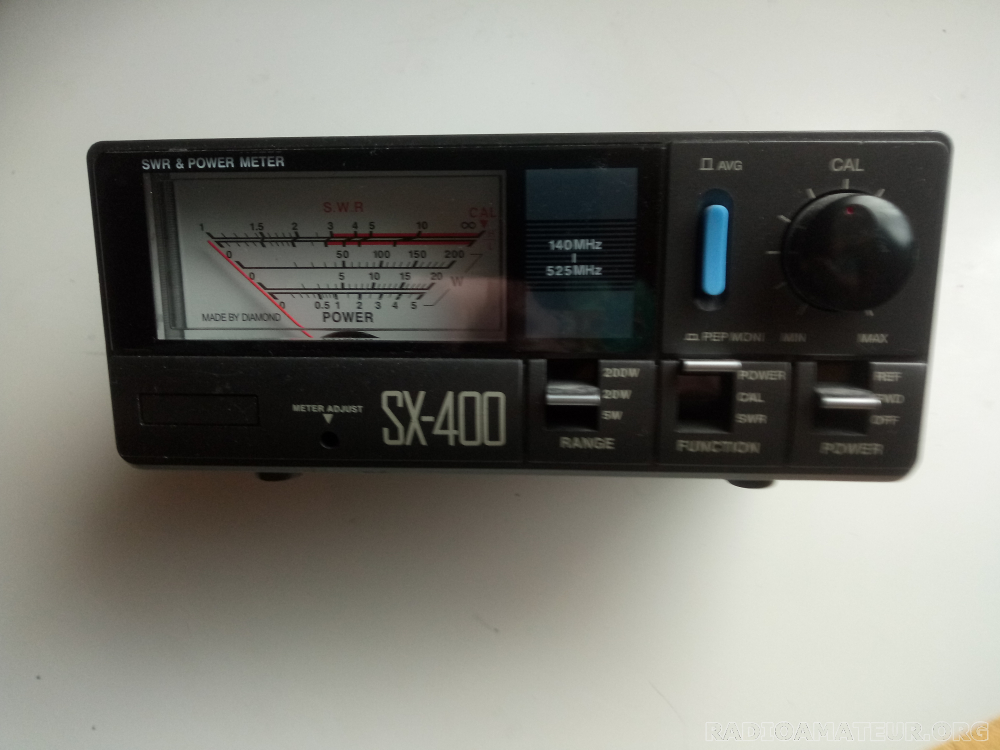 SWR & POWER METER
S.W.R
CAL
1 1.5 2 3 4 5 10 ∞
0 50 100 150 200
0 5 10 15 20
W
0 0.5 1 2 3 4 5
MADE BY DIAMOND
POWER
140MHz
525MHz
AVG
PEP MONI
CAL
MIN
MAX
METER ADJUST
SX-400
200W
20W
5W
RANGE
POWER
CAL
SWR
FUNCTION
REF
FWD
OFF
POWER
RADIOAMATEUR.ORG